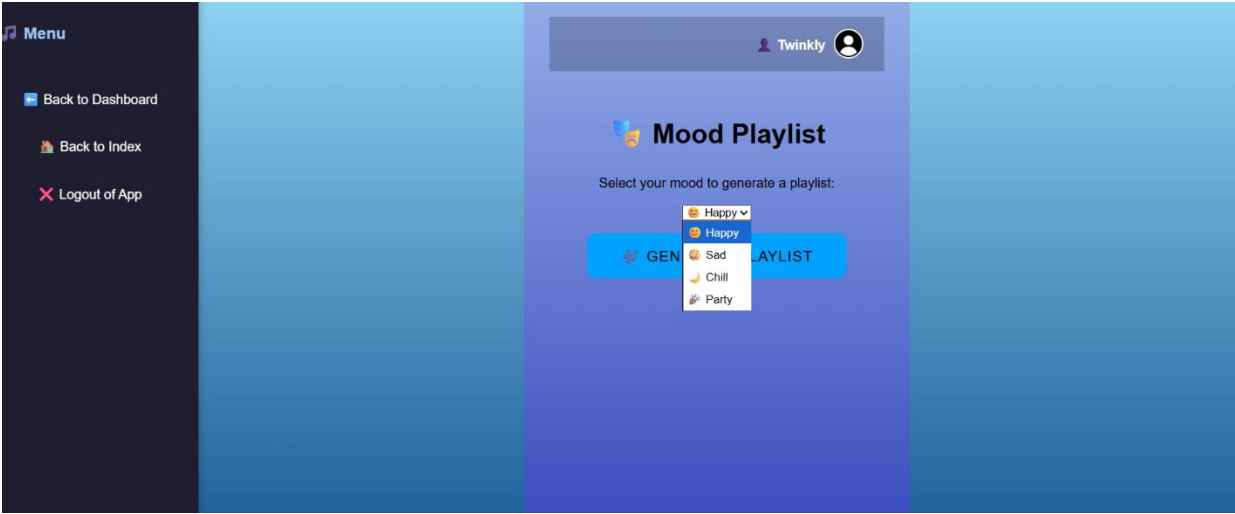 🎵 Menu
⬅️ Back to Dashboard
🏠 Back to Index
❌ Logout of App
👤 Twinkly
🎭 Mood Playlist
Select your mood to generate a playlist:
Happy
Happy
GEN LAYLIST
Sad
Chill
Party